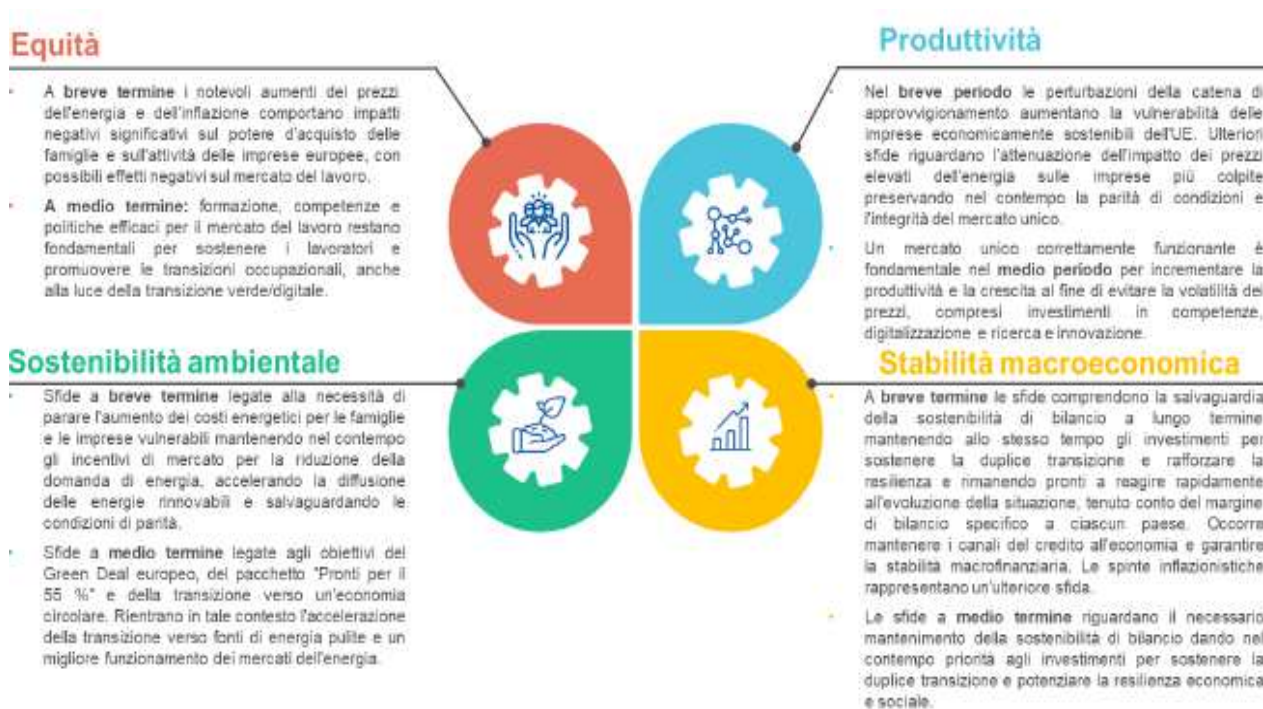 Equità
A breve termine i notevoli aumenti dei prezzi
dell'energia e dell'inflazione comportano impatti
negativi significativi sul potere d'acquisto delle
famiglie e sull'attività delle imprese europee, con
possibili effetti negativi sul mercato del lavoro.
A medio termine: formazione, competenze e
politiche efficaci per il mercato del lavoro restano
fondamentali per sostenere i lavoratori e
promuovere le transizioni occupazionali, anche
alla luce della transizione verde/digitale.
Produttività
Nel breve periodo le perturbazioni della catena di
approvvigionamento aumentano la vulnerabilità delle
imprese economicamente sostenibili dell'UE. Ulteriori
sfide riguardano l'attenuazione dell'impatto dei prezzi
elevati dell'energia sulle imprese più colpite
preservando nel contempo la parità di condizioni e
l'integrità del mercato unico.
Un mercato unico correttamente funzionante è
fondamentale nel medio periodo per incrementare la
produttività e la crescita al fine di evitare la volatilità dei
prezzi, compresi investimenti in competenze,
digitalizzazione e ricerca e innovazione.
Sostenibilità ambientale
Sfide a breve termine legate alla necessità di
parare l'aumento dei costi energetici per le famiglie
e le imprese vulnerabili mantenendo nel contempo
gli incentivi di mercato per la riduzione della
domanda di energia, accelerando la diffusione
delle energie rinnovabili e salvaguardando le
condizioni di parità.
Sfide a medio termine legate agli obiettivi del
Green Deal europeo, del pacchetto "Pronti per il
55 %" e della transizione verso un'economia
circolare. Rientrano in tale contesto l'accelerazione
della transizione verso fonti di energia pulite e un
migliore funzionamento dei mercati dell'energia.
Stabilità macroeconomica
A breve termine le sfide comprendono la salvaguardia
della sostenibilità di bilancio a lungo termine
mantenendo allo stesso tempo gli investimenti per
sostenere la duplice transizione e rafforzare la
resilienza e rimanendo pronti a reagire rapidamente
all'evoluzione della situazione, tenuto conto del margine
di bilancio specifico a ciascun paese. Occorre
mantenere i canali del credito all'economia e garantire
la stabilità macrofinanziaria. Le spinte inflazionistiche
rappresentano un'ulteriore sfida.
Le sfide a medio termine riguardano il necessario
mantenimento della sostenibilità di bilancio dando nel
contempo priorità agli investimenti per sostenere la
duplice transizione e potenziare la resilienza economica
e sociale.